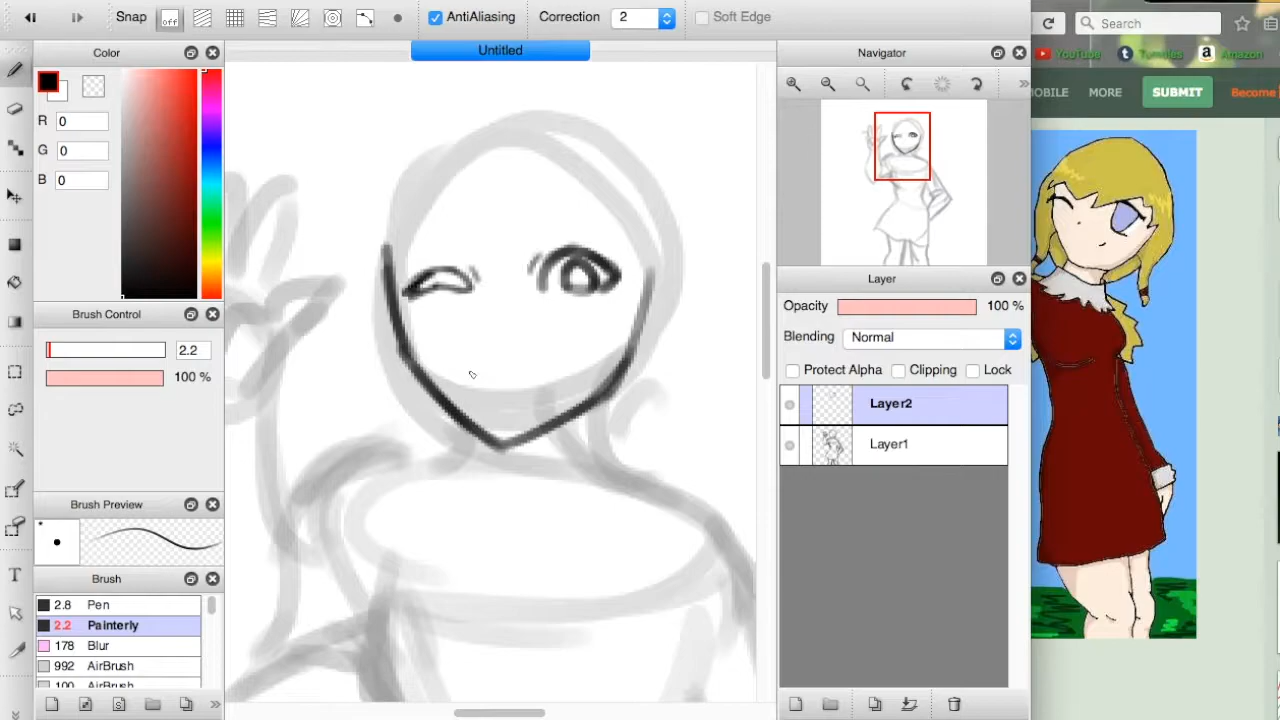 Snap
off
AntiAliasing
Correction
2
Soft Edge
Search
YouTube
Tumbles
Amazon
MOBILE
MORE
SUBMIT
Become
Color
R
0
G
0
B
0
Untitled
Navigator
Brush Control
2.2
100 %
Layer
Opacity
100 %
Blending
Normal
Protect Alpha
Clipping
Lock
Layer2
Layer1
Brush Preview
Brush
2.8 Pen
2.2 Painterly
178 Blur
992 AirBrush
100 AirBrush
T